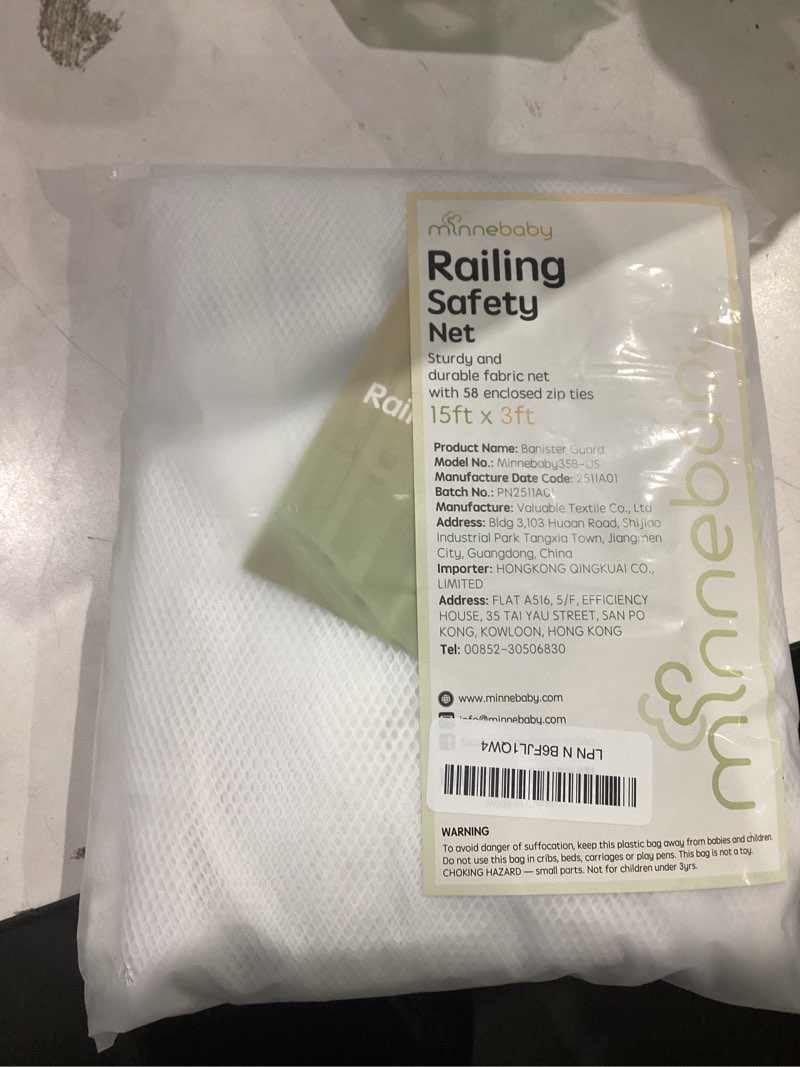 minnebaby
Railing
Safety
Net
Sturdy and
durable fabric net
with 58 enclosed zip ties
15ft x 3ft
Product Name: Banister Guard
Model No.: Minnebaby35B-US
Manufacture Date Code: 2511A01
Batch No.: PN2511A01
Manufacture: Valuable Textile Co., Ltd
Address: Bldg 3,103 Huaan Road, Shijiao
Industrial Park Tangxia Town, Jiangmen
City, Guangdong, China
Importer: HONGKONG QINGKUAI CO.,
LIMITED
Address: FLAT A516, 5/F, EFFICIENCY
HOUSE, 35 TAI YAU STREET, SAN PO
KONG, KOWLOON, HONG KONG
Tel: 00852-30506830
www.minnebaby.com
info@minnebaby.com
LPN N B6FJL1QW4
WARNING
To avoid danger of suffocation, keep this plastic bag away from babies and children.
Do not use this bag in cribs, beds, carriages or play pens. This bag is not a toy.
CHOKING HAZARD — small parts. Not for children under 3yrs.
minnebaby
Rai